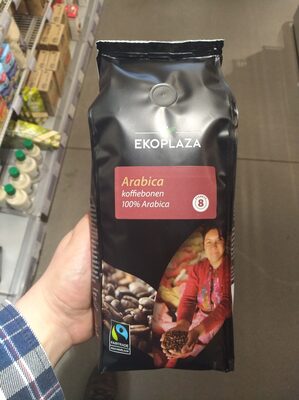 EKOPLAZA
Arabica
koffiebonen
100% Arabica
8
FAIRTRADE